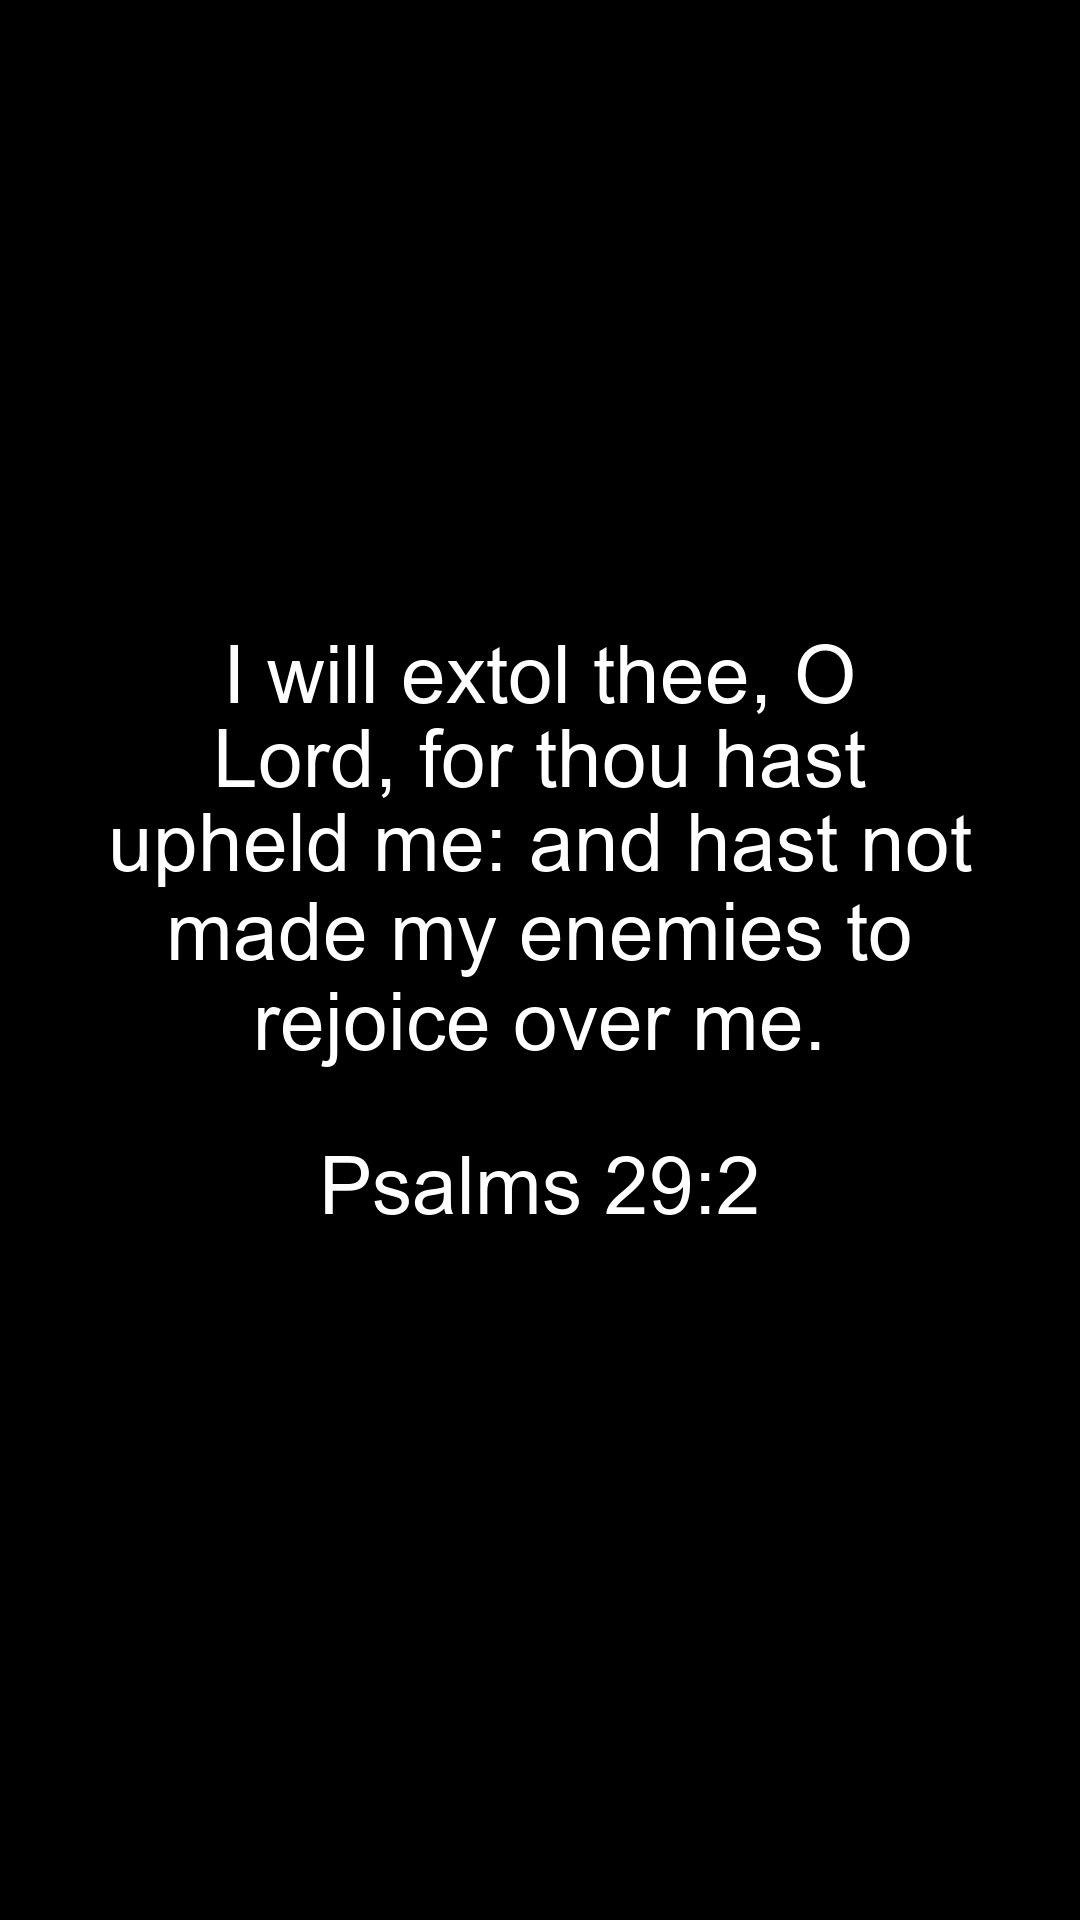 I will extol thee, O
Lord, for thou hast
upheld me: and hast not
made my enemies to
rejoice over me.
Psalms 29:2